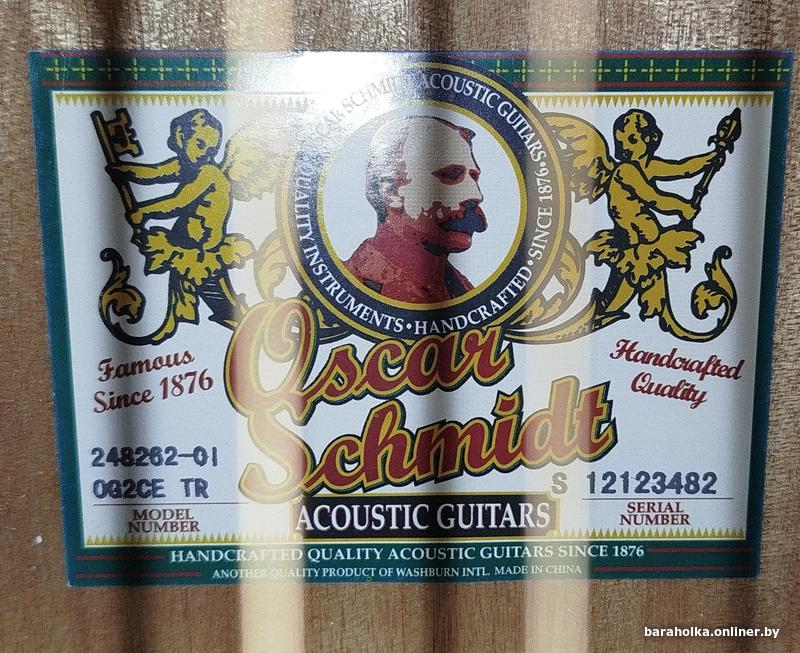 OSCAR SCHMIDT ACOUSTIC GUITARS • SINCE 1876 •
QUALITY INSTRUMENTS • HANDCRAFTED •
Famous
Since 1876
Oscar
Schmidt
Handcrafted
Quality
248262-01
OG2CE TR
MODEL
NUMBER
S 12123482
SERIAL
NUMBER
ACOUSTIC GUITARS
HANDCRAFTED QUALITY ACOUSTIC GUITARS SINCE 1876
ANOTHER QUALITY PRODUCT OF WASHBURN INTL. MADE IN CHINA
baraholka.onliner.by